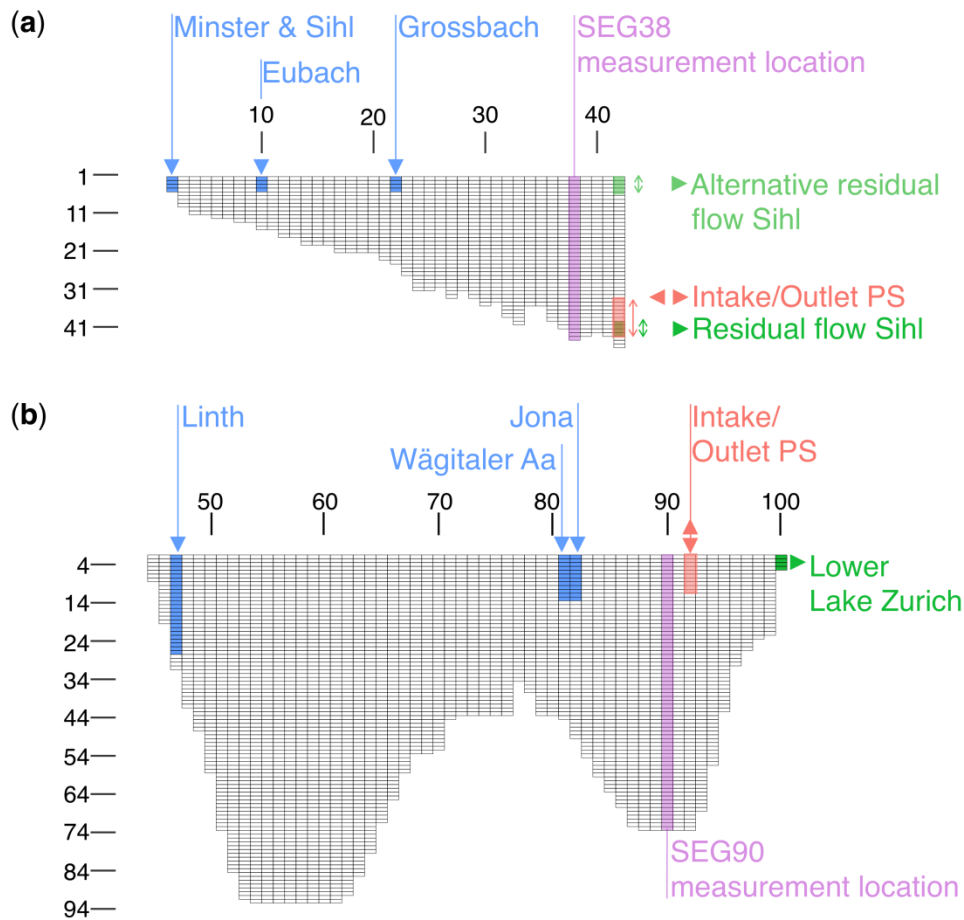 (a)
Minster & Sihl
Grossbach
SEG38
measurement location
Eubach
10
20
30
40
1
Alternative residual
flow Sihl
11
21
31
Intake/Outlet PS
41
Residual flow Sihl
(b)
Linth
Jona
Intake/
Outlet PS
Wägitaler Aa
50
60
70
80
90
100
4
Lower
Lake Zurich
14
24
34
44
54
64
74
SEG90
measurement location
84
94